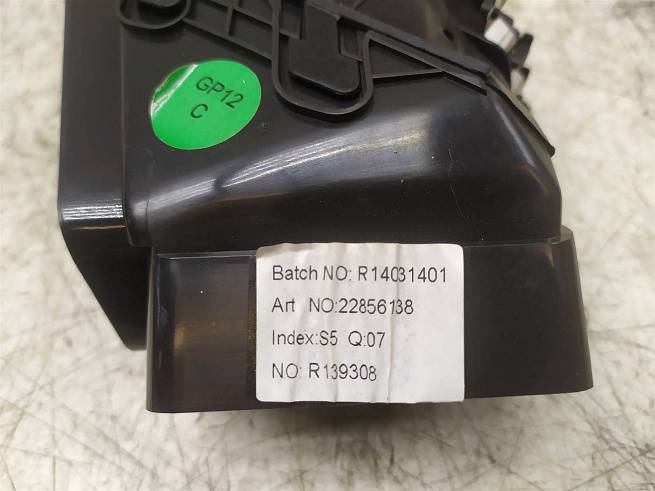 GP12
C
Batch NO: R14031401
Art NO:22856138
Index:S5 Q:07
NO: R139308